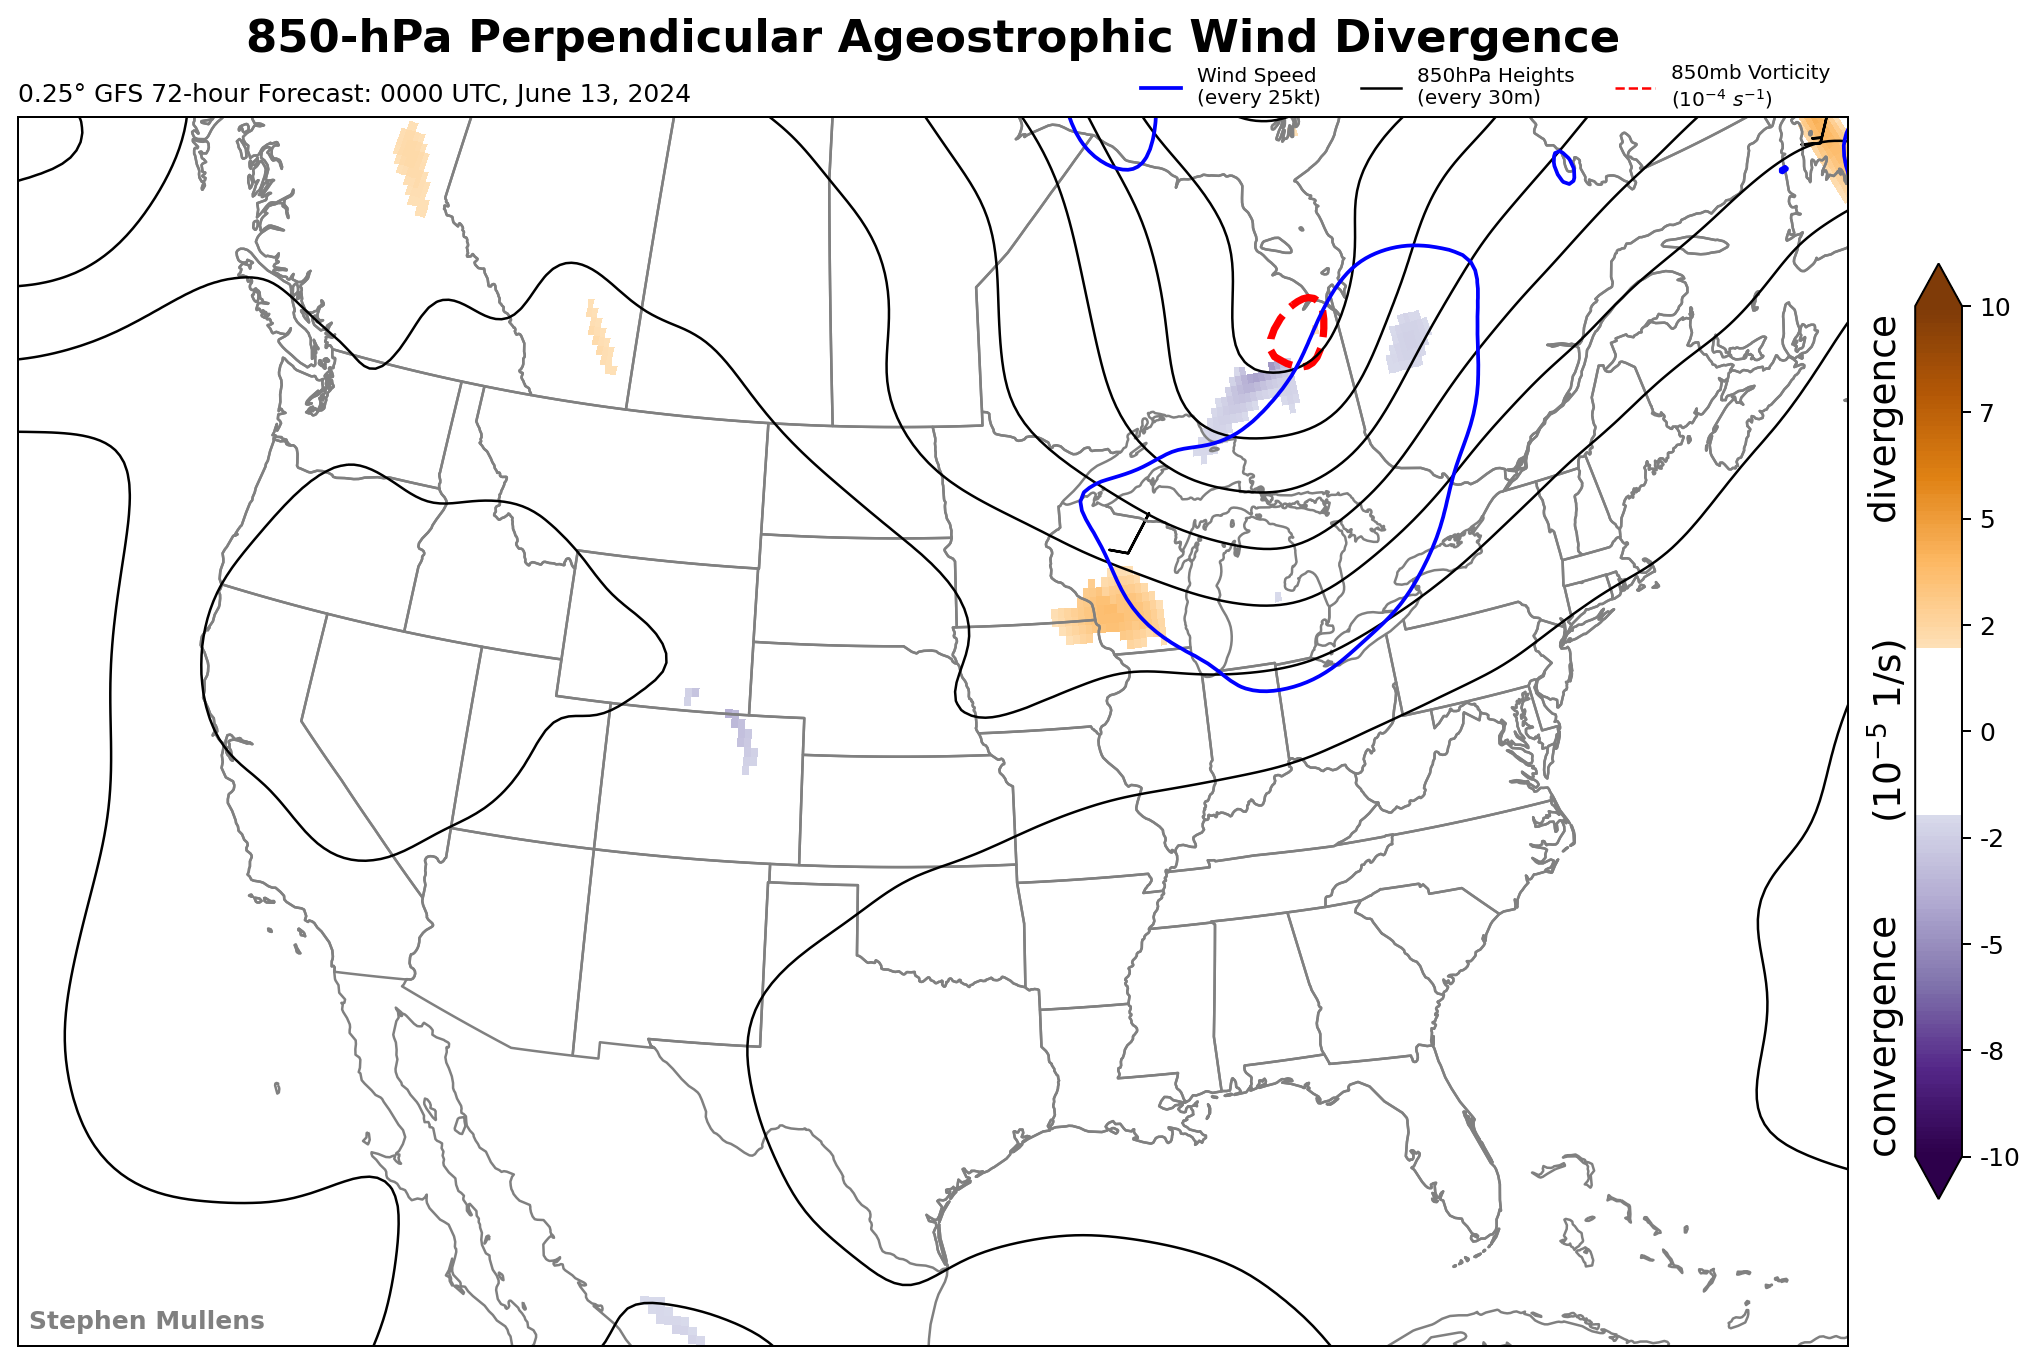 850-hPa Perpendicular Ageostrophic Wind Divergence
0.25° GFS 72-hour Forecast: 0000 UTC, June 13, 2024
Wind Speed
(every 25kt)
850hPa Heights
(every 30m)
850mb Vorticity
(10⁻⁴ s⁻¹)
10
7
5
2
0
-2
-5
-8
-10
convergence (10⁻⁵ 1/s) divergence
Stephen Mullens